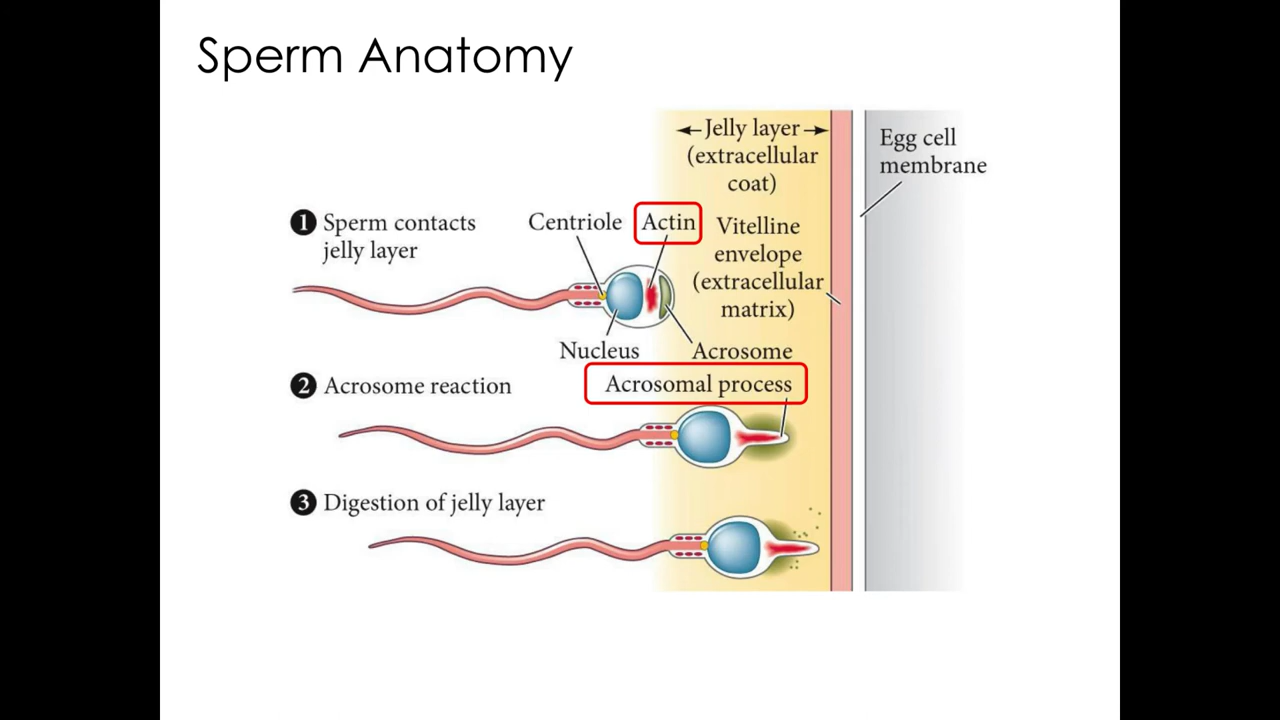 Sperm Anatomy
←Jelly layer→
(extracellular
coat)
Egg cell
membrane
1 Sperm contacts
jelly layer
Centriole
Actin
Vitelline
envelope
(extracellular
matrix)
Nucleus
Acrosome
2 Acrosome reaction
Acrosomal process
3 Digestion of jelly layer